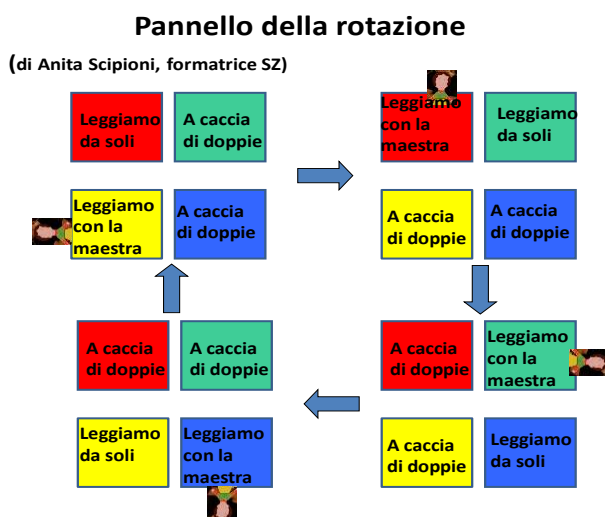 Pannello della rotazione
(di Anita Scipioni, formatrice SZ)
Leggiamo
da soli
A caccia
di doppie
Leggiamo
con la
maestra
A caccia
di doppie
Leggiamo
con la
maestra
Leggiamo
da soli
A caccia
di doppie
A caccia
di doppie
A caccia
di doppie
A caccia
di doppie
Leggiamo
da soli
Leggiamo
con la
maestra
A caccia
di doppie
Leggiamo
con la
maestra
A caccia
di doppie
Leggiamo
da soli